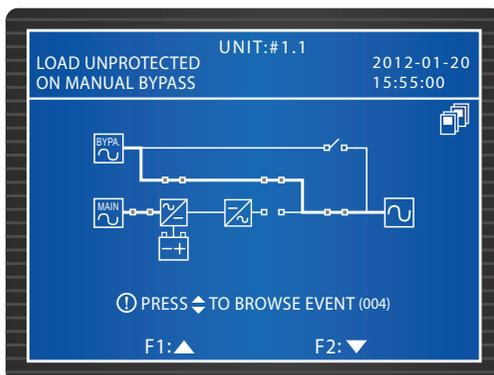 UNIT:#1.1
LOAD UNPROTECTED
ON MANUAL BYPASS
2012-01-20
15:55:00
BYPA.
MAIN
! PRESS TO BROWSE EVENT (004)
F1:▲ F2:▼